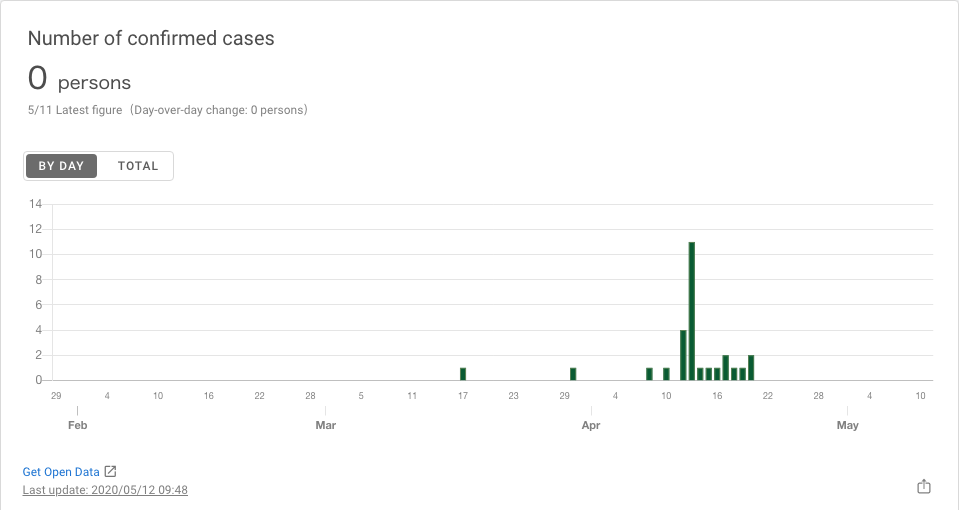 Number of confirmed cases
0 persons
5/11 Latest figure（Day-over-day change: 0 persons）
BY DAY TOTAL
14
12
10
8
6
4
2
0
29 4 10 16 22 28 5 11 17 23 29 4 10 16 22 28 4 10
Feb Mar Apr May
Get Open Data
Last update: 2020/05/12 09:48